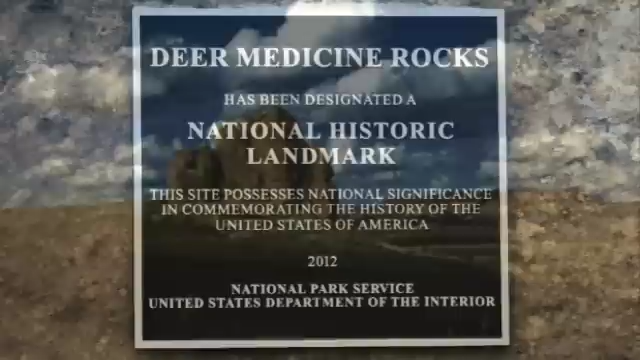 DEER MEDICINE ROCKS
HAS BEEN DESIGNATED A
NATIONAL HISTORIC
LANDMARK
THIS SITE POSSESSES NATIONAL SIGNIFICANCE
IN COMMEMORATING THE HISTORY OF THE
UNITED STATES OF AMERICA
2012
NATIONAL PARK SERVICE
UNITED STATES DEPARTMENT OF THE INTERIOR